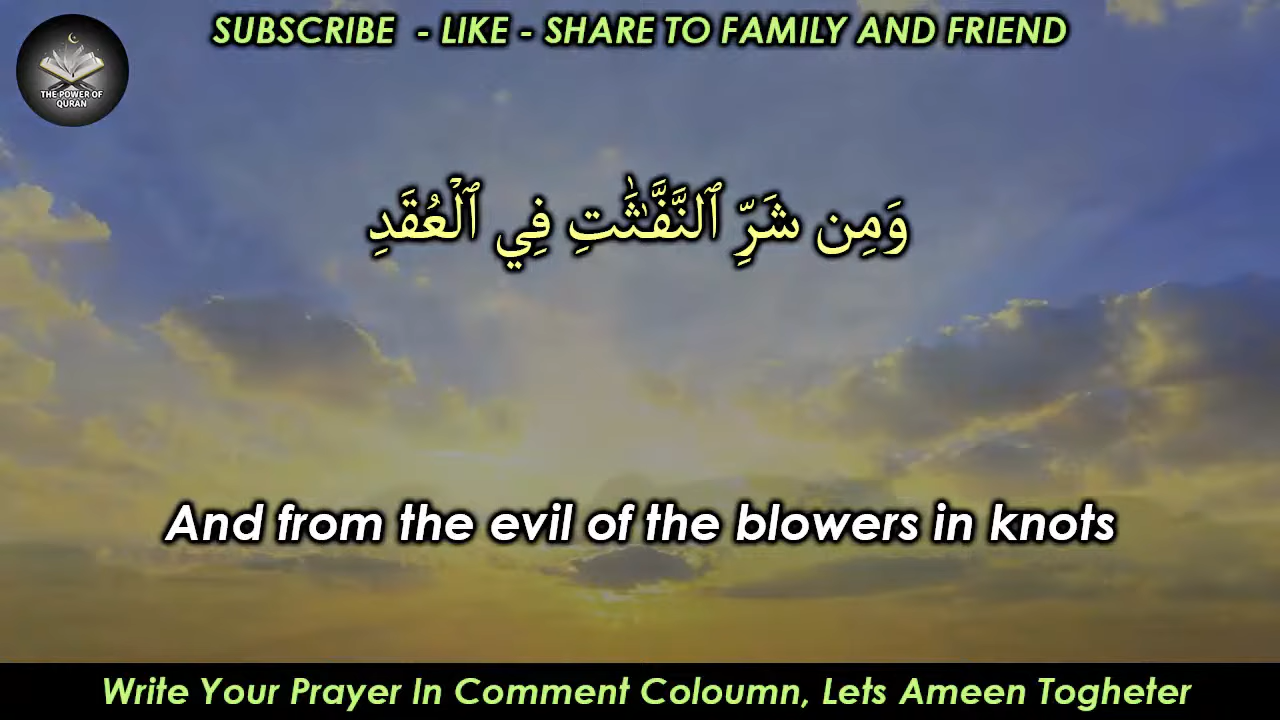 SUBSCRIBE - LIKE - SHARE TO FAMILY AND FRIEND
THE POWER OF
QURAN
وَمِن شَرِّ ٱلنَّفَّـٰثَـٰتِ فِي ٱلْعُقَدِ
And from the evil of the blowers in knots
Write Your Prayer In Comment Coloumn, Lets Ameen Togheter